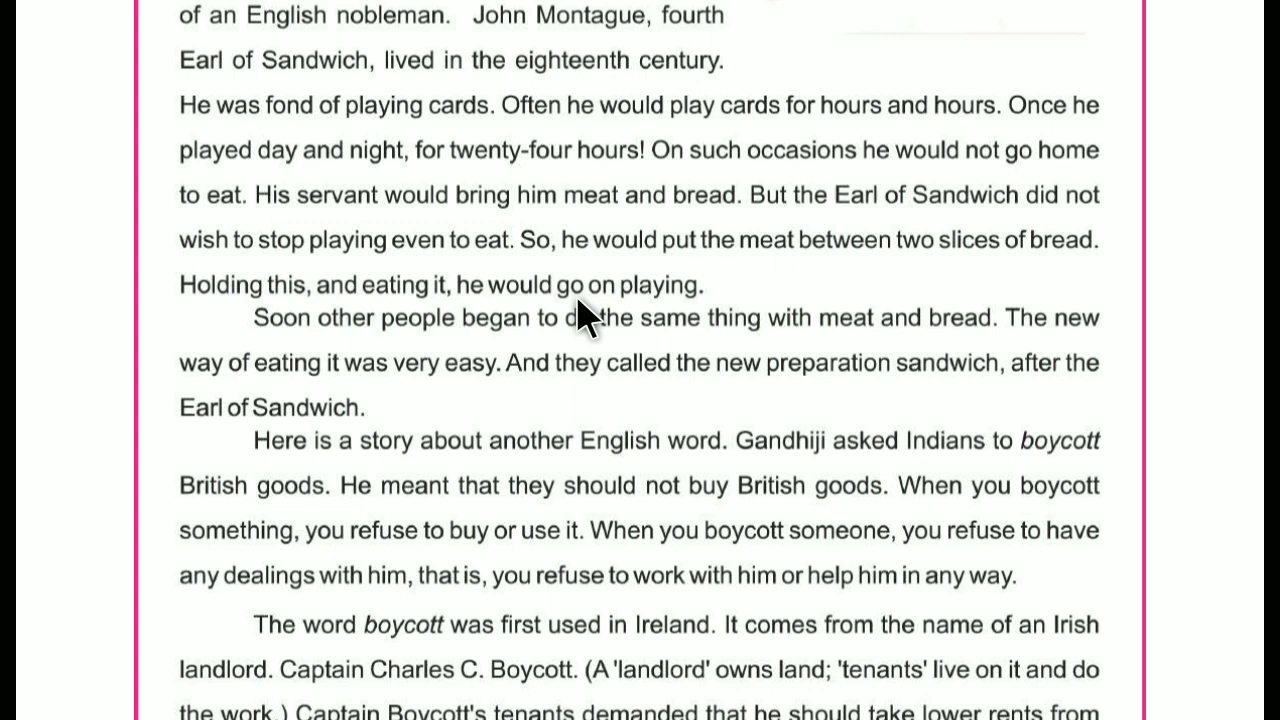 of an English nobleman. John Montague, fourth
Earl of Sandwich, lived in the eighteenth century.
He was fond of playing cards. Often he would play cards for hours and hours. Once he
played day and night, for twenty-four hours! On such occasions he would not go home
to eat. His servant would bring him meat and bread. But the Earl of Sandwich did not
wish to stop playing even to eat. So, he would put the meat between two slices of bread.
Holding this, and eating it, he would go on playing.
Soon other people began to do the same thing with meat and bread. The new
way of eating it was very easy. And they called the new preparation sandwich, after the
Earl of Sandwich.
Here is a story about another English word. Gandhiji asked Indians to boycott
British goods. He meant that they should not buy British goods. When you boycott
something, you refuse to buy or use it. When you boycott someone, you refuse to have
any dealings with him, that is, you refuse to work with him or help him in any way.
The word boycott was first used in Ireland. It comes from the name of an Irish
landlord. Captain Charles C. Boycott. (A 'landlord' owns land; 'tenants' live on it and do
the work.) Captain Boycott's tenants demanded that he should take lower rents from